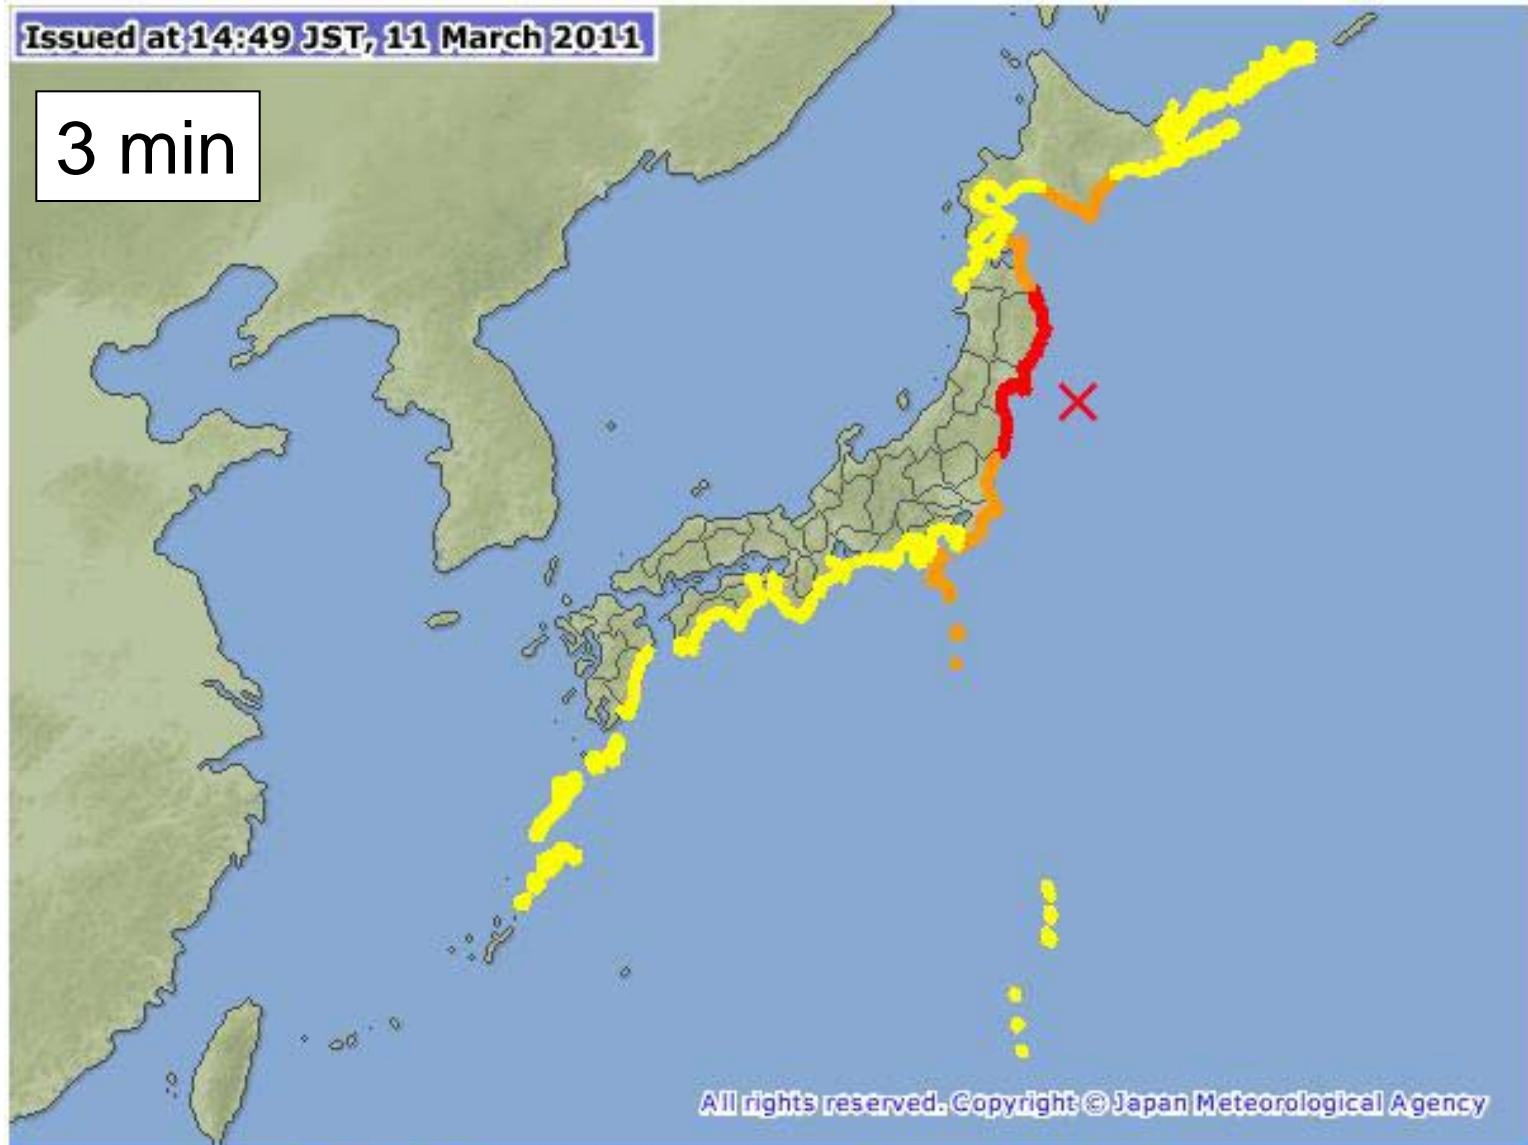 Issued at 14:49 JST, 11 March 2011
3 min
All rights reserved. Copyright © Japan Meteorological Agency